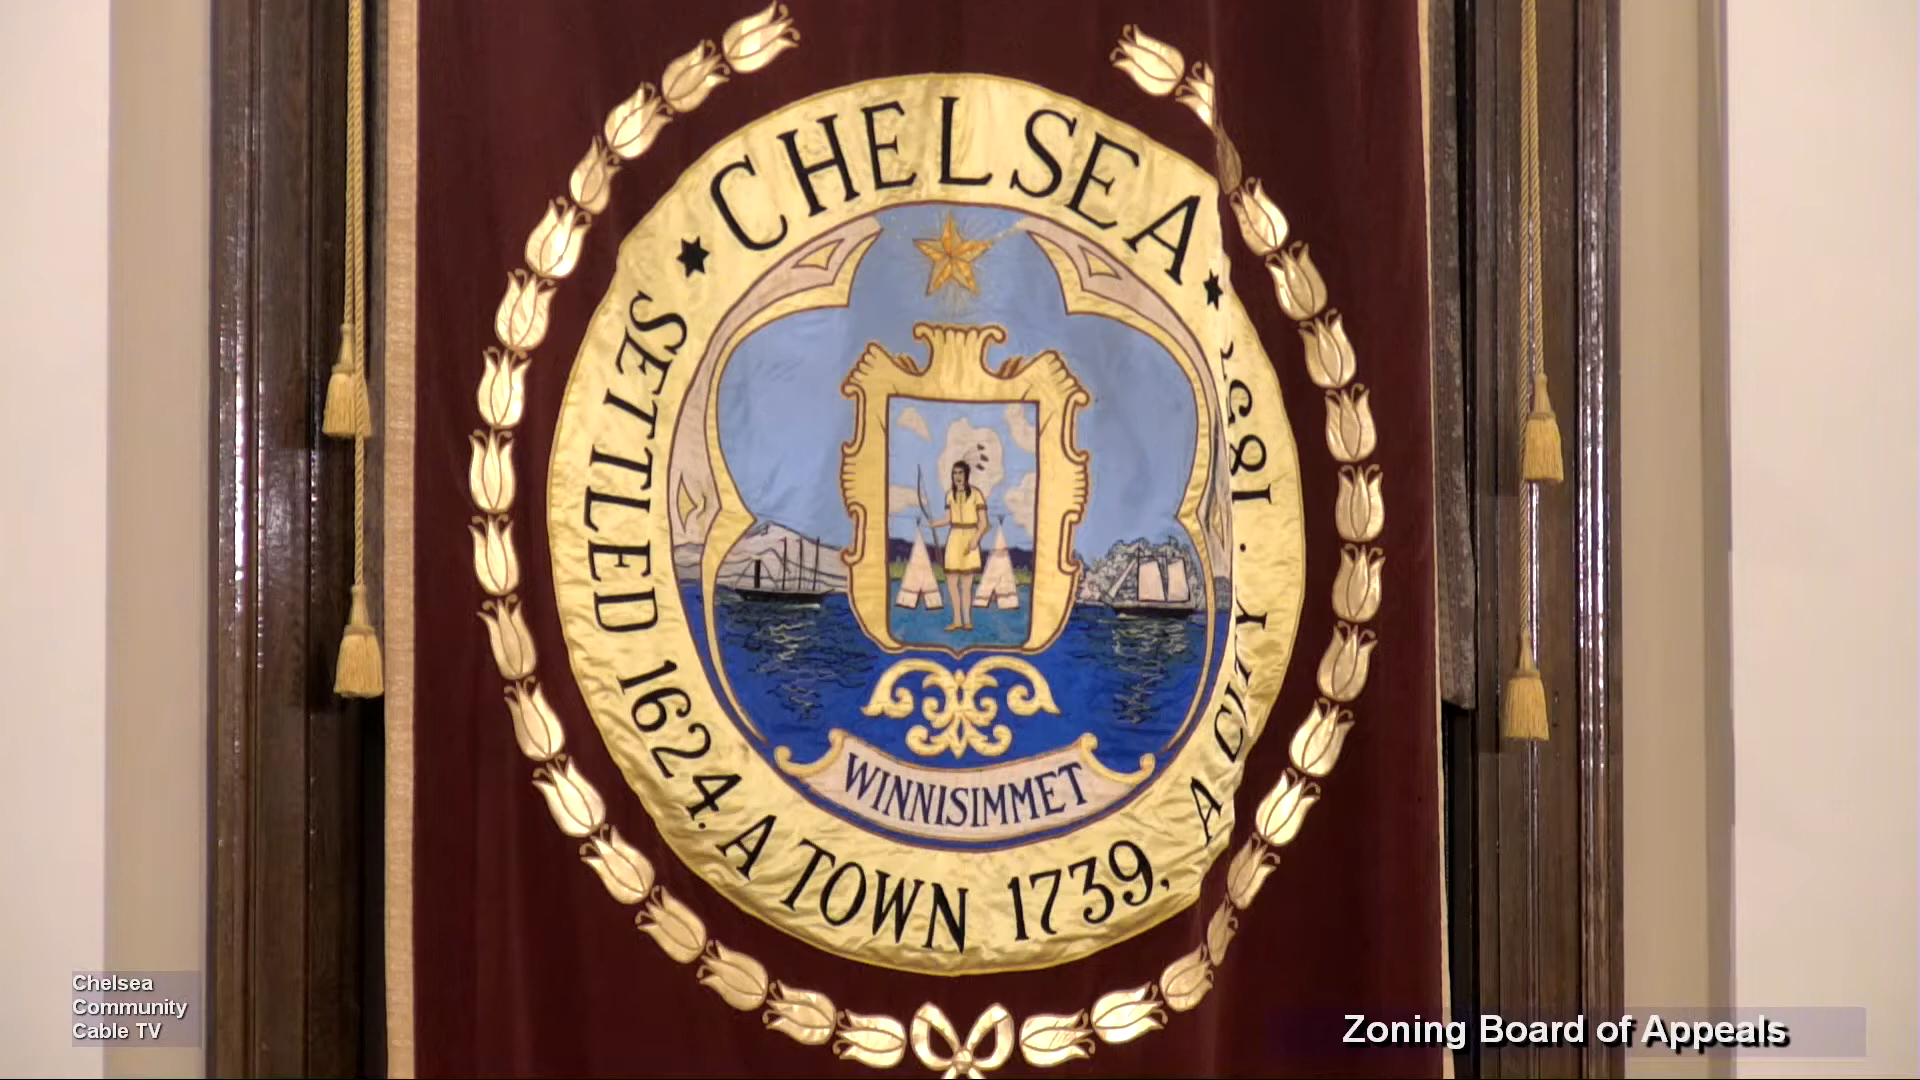 ★ CHELSEA ★
SETTLED 1624. A TOWN 1739. A CITY · 1857
WINNISIMMET
Chelsea
Community
Cable TV
Zoning Board of Appeals